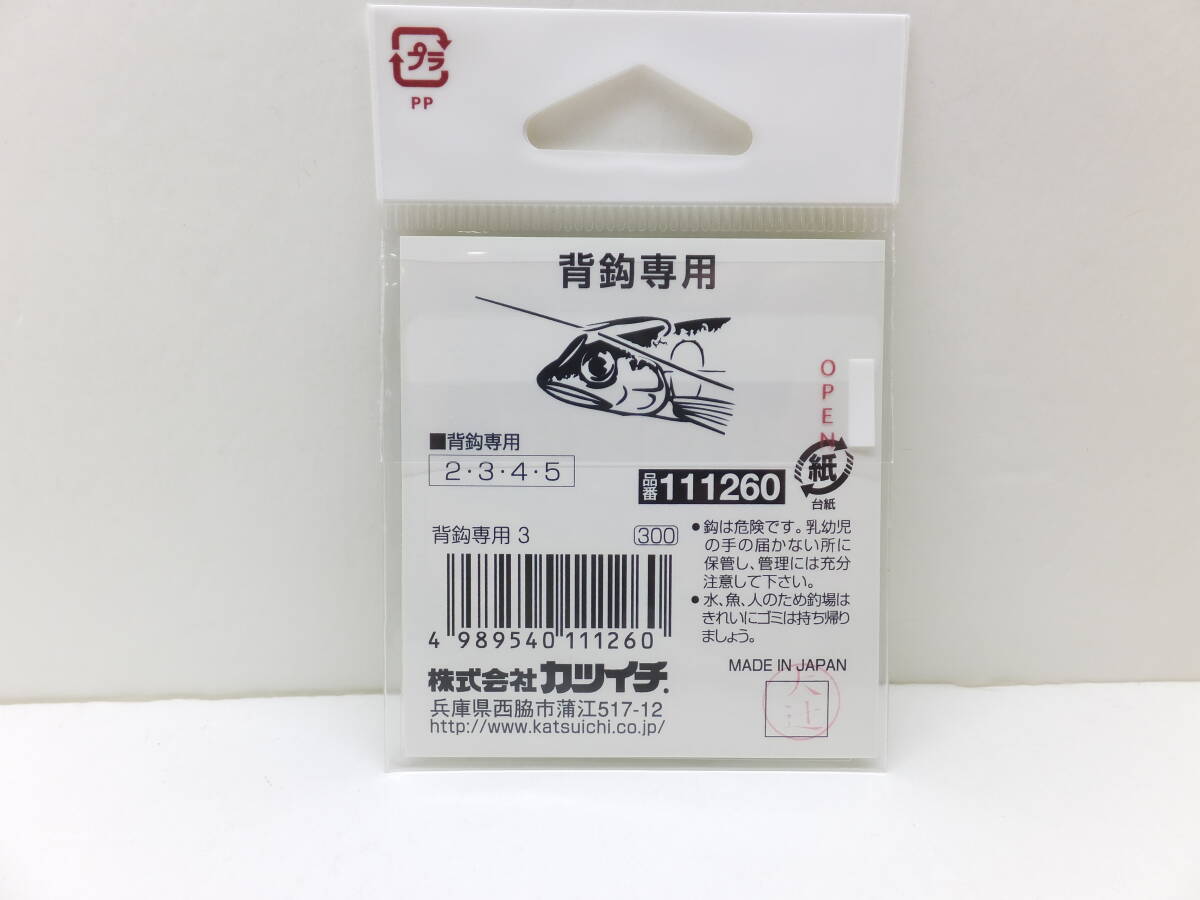 プラ
PP
背鈎専用
OPEN
■背鈎専用
2・3・4・5
品番 111260
紙
台紙
背鈎専用 3
300
4 989540 111260
●鈎は危険です。乳幼児
の手の届かない所に
保管し、管理には充分
注意して下さい。
●水、魚、人のため釣場は
きれいにゴミは持ち帰り
ましょう。
株式会社カツイチ.
兵庫県西脇市蒲江517-12
http://www.katsuichi.co.jp/
MADE IN JAPAN
大辻